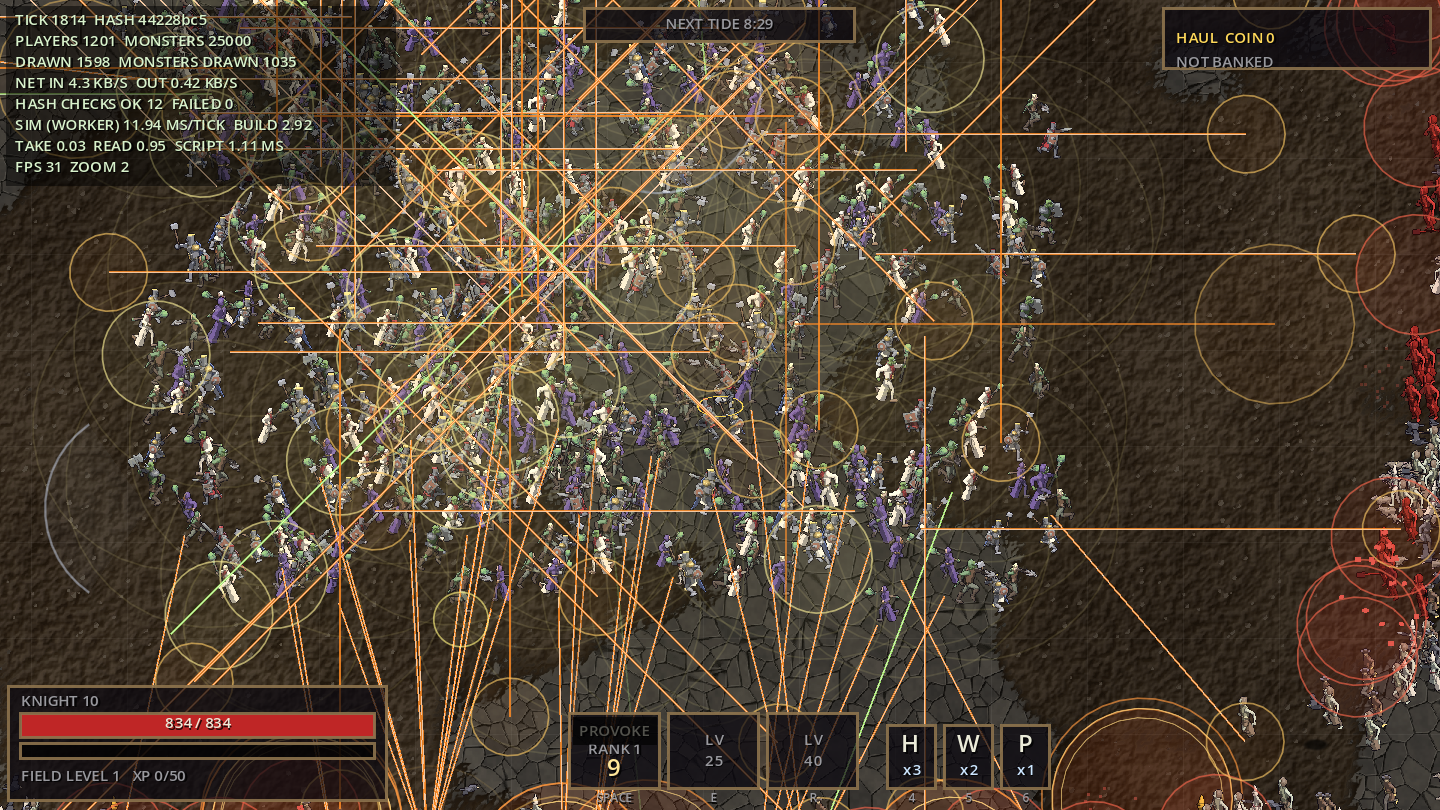 TICK 1814 HASH 44228bc5
PLAYERS 1201 MONSTERS 25000
DRAWN 1598 MONSTERS DRAWN 1035
NET IN 4.3 KB/S OUT 0.42 KB/S
HASH CHECKS OK 12 FAILED 0
SIM (WORKER) 11.94 MS/TICK BUILD 2.92
TAKE 0.03 READ 0.95 SCRIPT 1.11 MS
FPS 31 ZOOM 2
NEXT TIDE 8:29
HAUL COIN 0
NOT BANKED
KNIGHT 10
834 / 834
FIELD LEVEL 1 XP 0/50
PROVOKE
RANK 1
9
SPACE
LV
25
E
LV
40
R
H
x3
4
W
x2
5
P
x1
6